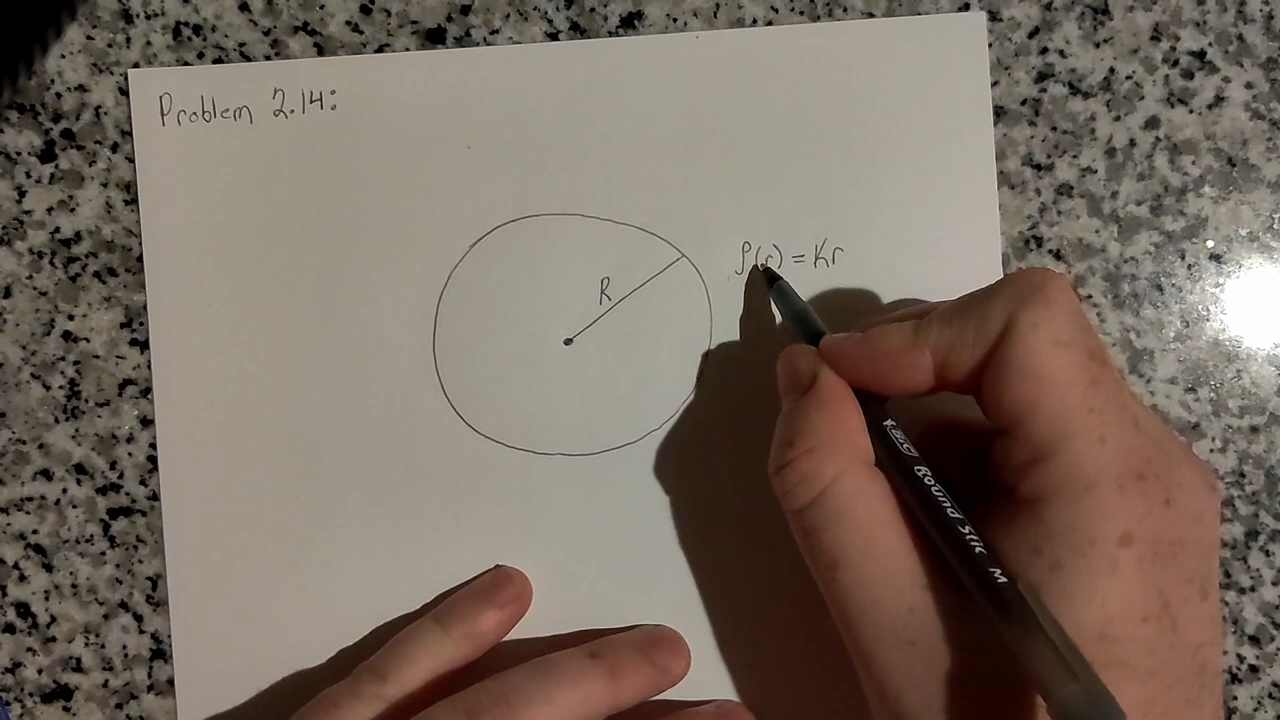 Problem 2.14:
ρ(r) = Kr
R
BIC Round Stic M